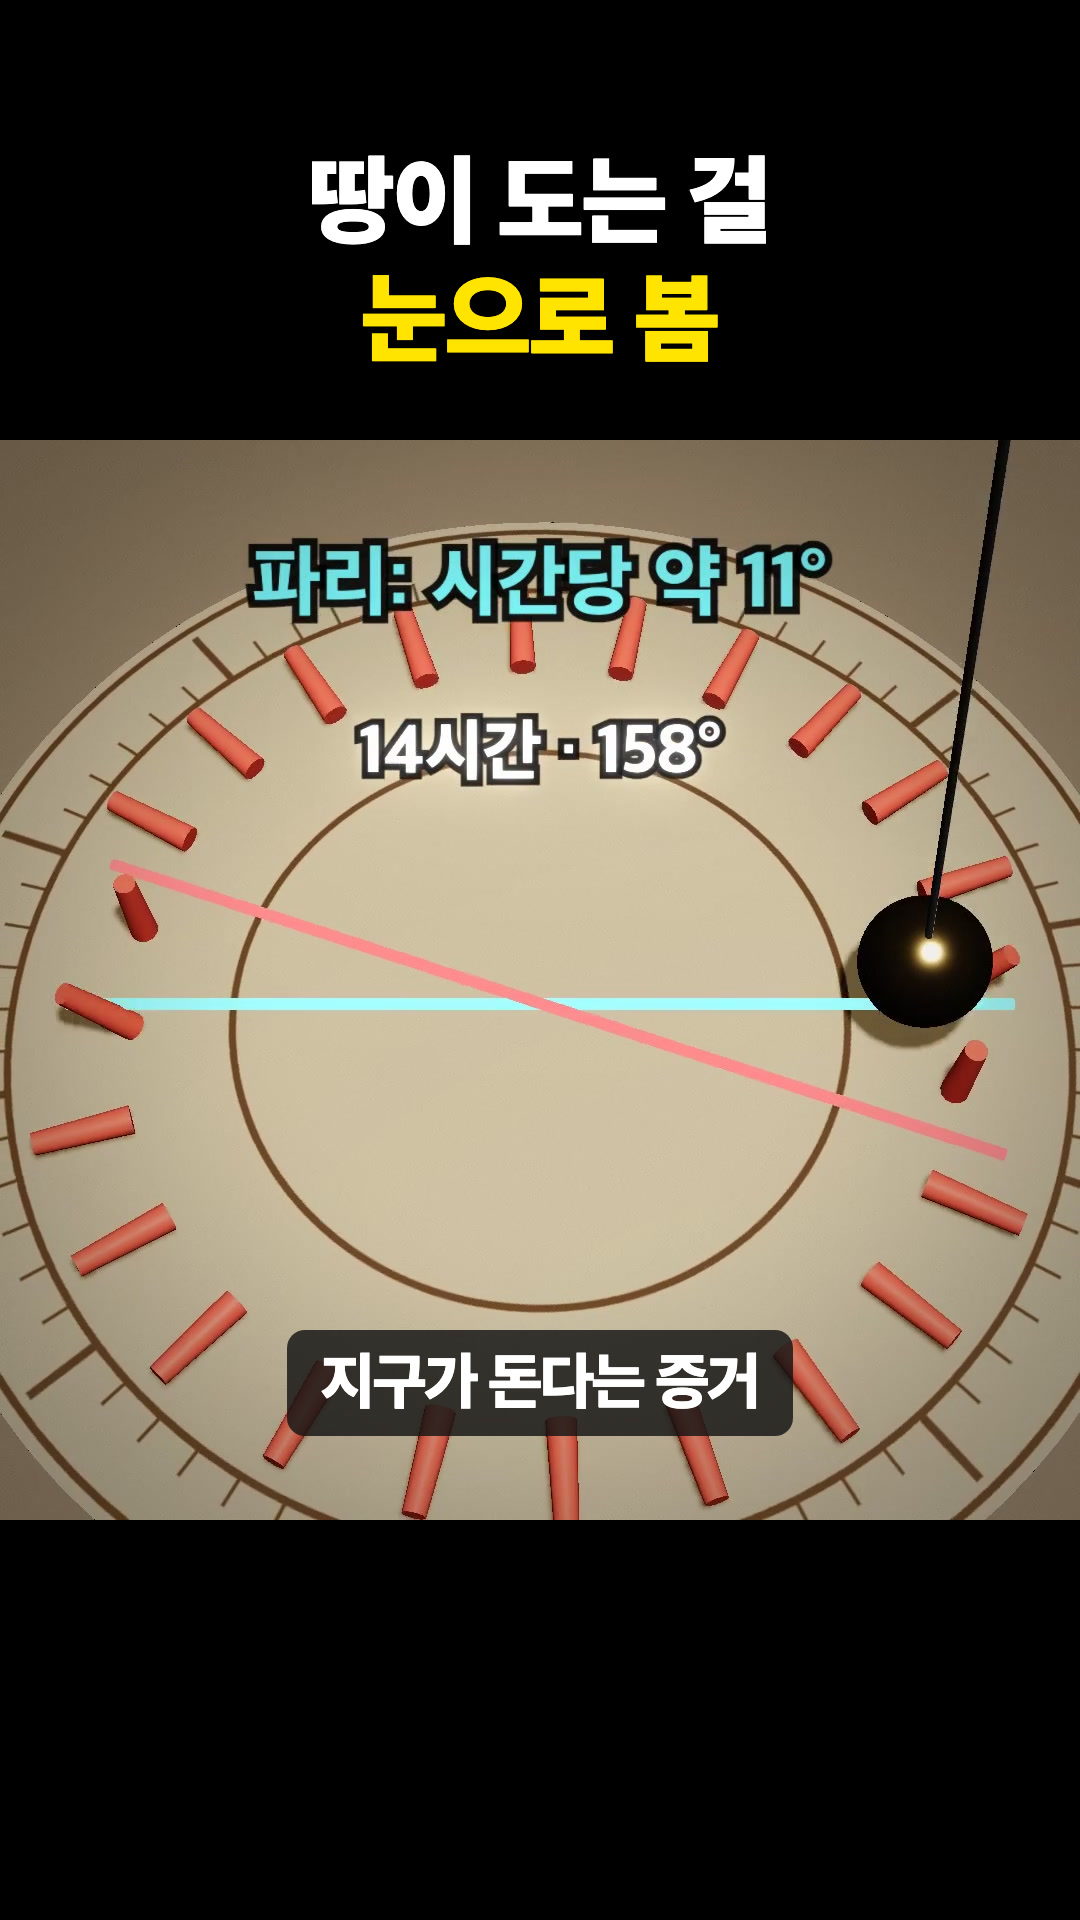 땅이 도는 걸
눈으로 봄
파리: 시간당 약 11°
14시간 · 158°
지구가 돈다는 증거